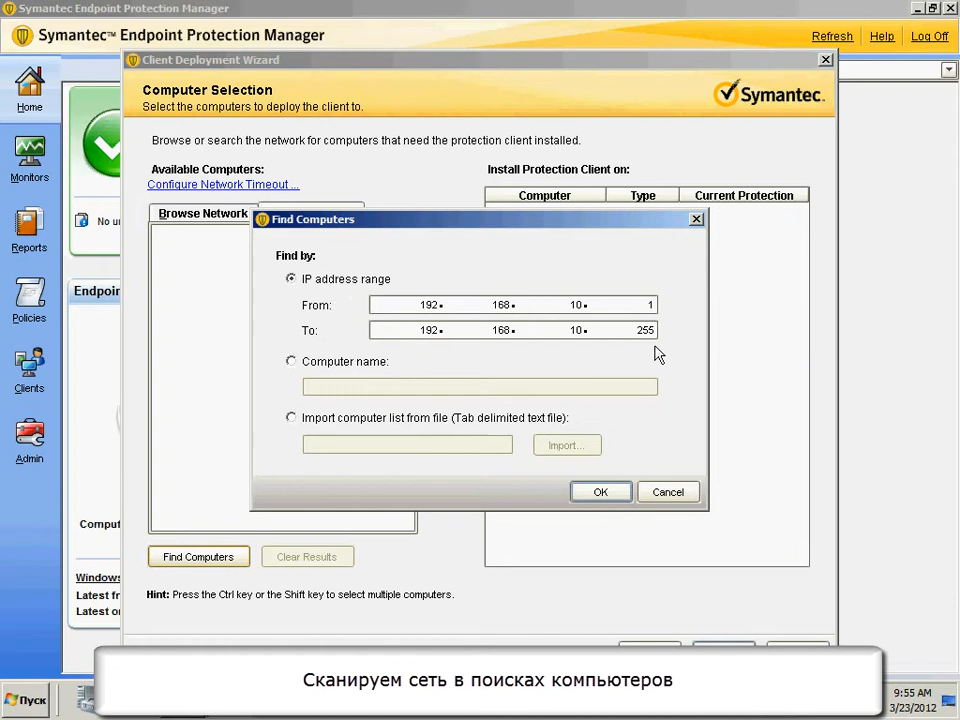 Symantec Endpoint Protection Manager
Symantec™ Endpoint Protection Manager
Refresh
Help
Log Off
Home
Monitors
Reports
Policies
Clients
Admin
No
Endpoin
Comput
Windows
Latest
Latest
Client Deployment Wizard
Computer Selection
Select the computers to deploy the client to.
Symantec.
Browse or search the network for computers that need the protection client installed.
Available Computers:
Configure Network Timeout ...
Browse Network
Install Protection Client on:
Computer Type Current Protection
Find Computers
Find by:
IP address range
From: 192. 168. 10. 1
To: 192. 168. 10. 255
Computer name:
Import computer list from file (Tab delimited text file):
Import...
OK
Cancel
Find Computers
Clear Results
Hint: Press the Ctrl key or the Shift key to select multiple computers.
Сканируем сеть в поисках компьютеров
Пуск
9:55 AM
3/23/2012